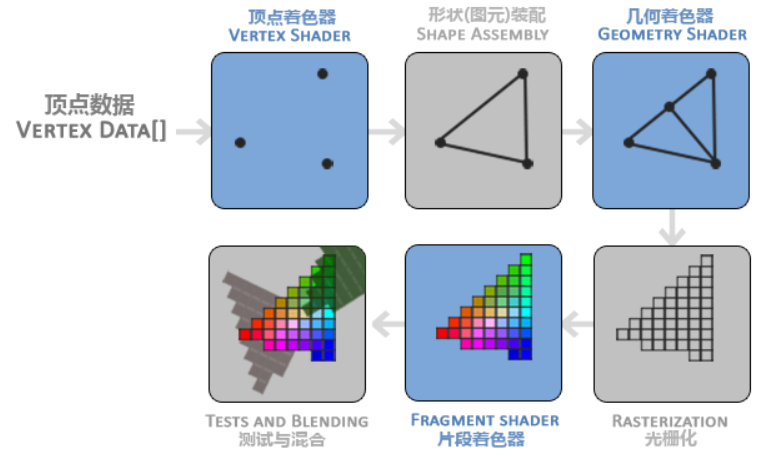 顶点数据
VERTEX DATA[]
顶点着色器
VERTEX SHADER
形状(图元)装配
SHAPE ASSEMBLY
几何着色器
GEOMETRY SHADER
TESTS AND BLENDING
测试与混合
FRAGMENT SHADER
片段着色器
RASTERIZATION
光栅化